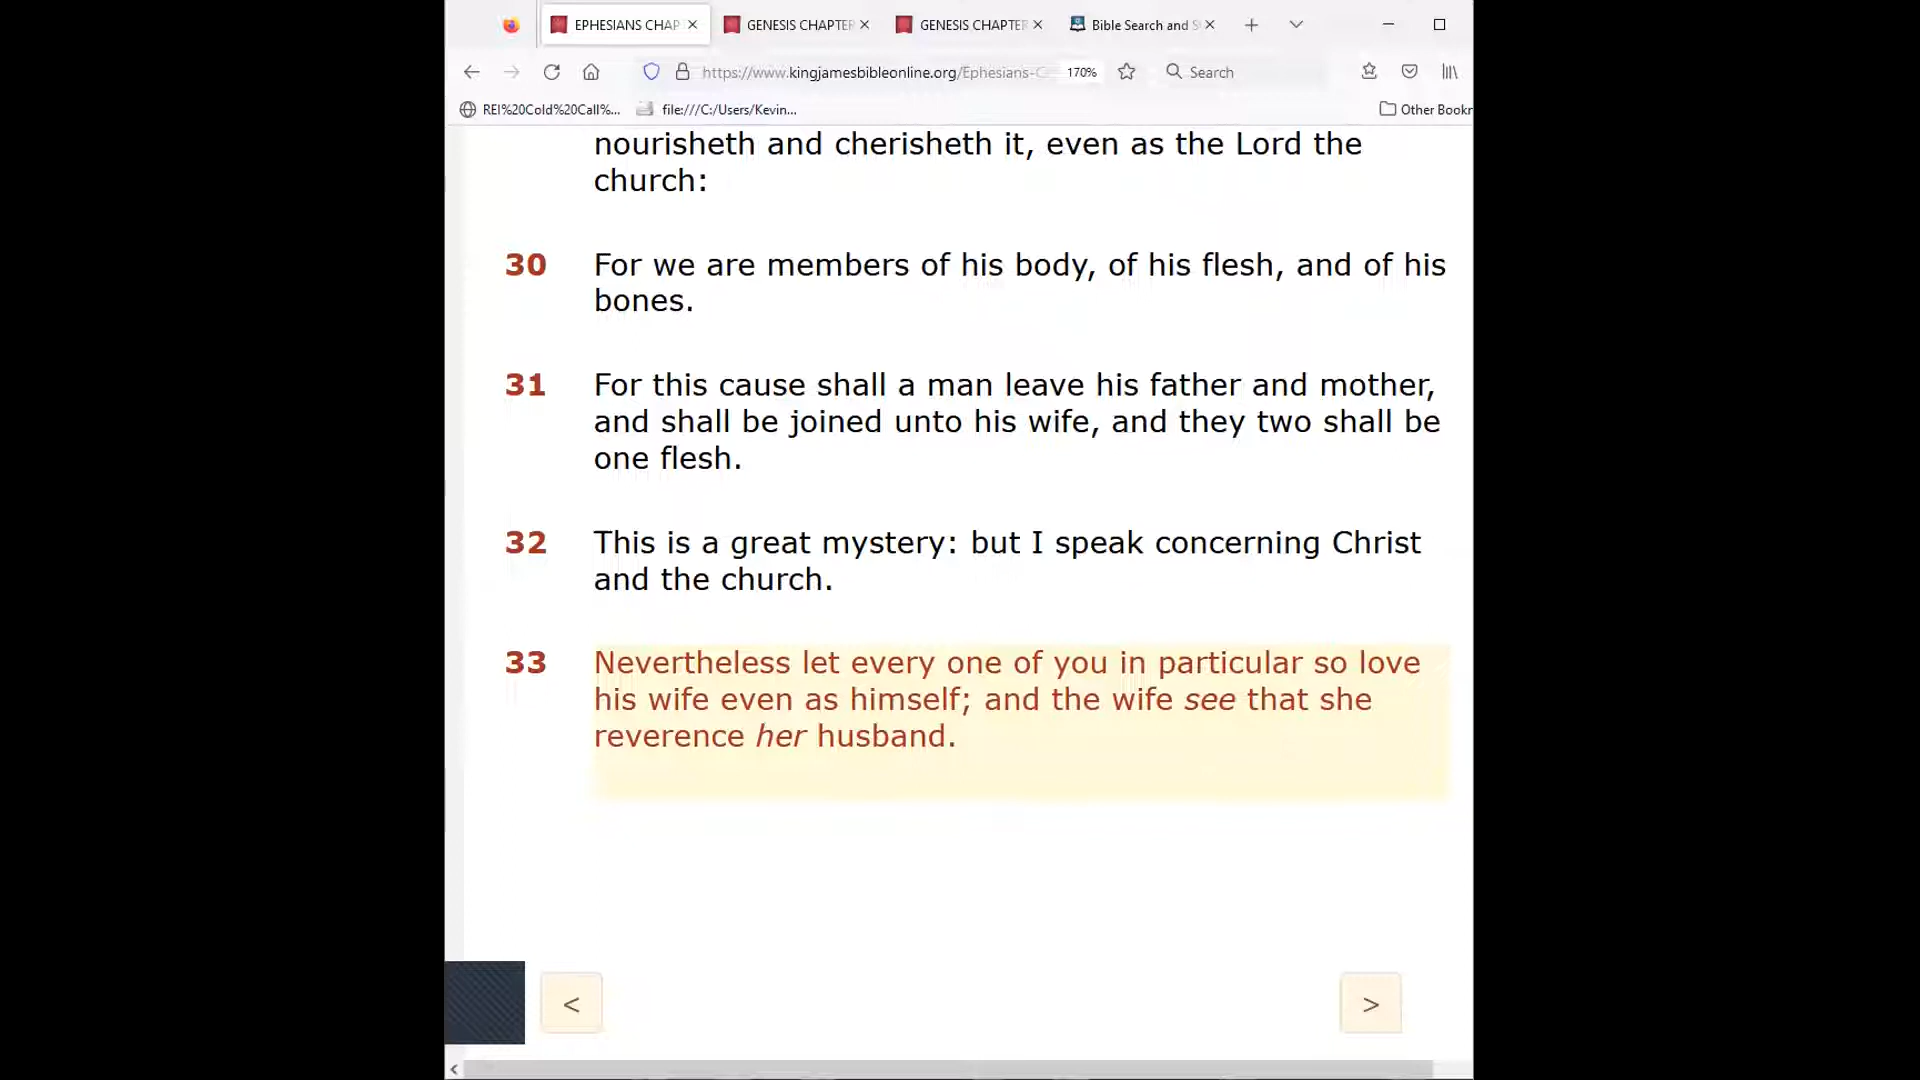 EPHESIANS CHAP
GENESIS CHAPTER
GENESIS CHAPTER
Bible Search and S
https://www.kingjamesbibleonline.org/Ephesians-C
170%
Search
REI%20Cold%20Call%...
file:///C:/Users/Kevin...
Other Bookr
nourisheth and cherisheth it, even as the Lord the
church:
30 For we are members of his body, of his flesh, and of his
bones.
31 For this cause shall a man leave his father and mother,
and shall be joined unto his wife, and they two shall be
one flesh.
32 This is a great mystery: but I speak concerning Christ
and the church.
33 Nevertheless let every one of you in particular so love
his wife even as himself; and the wife see that she
reverence her husband.
<
>